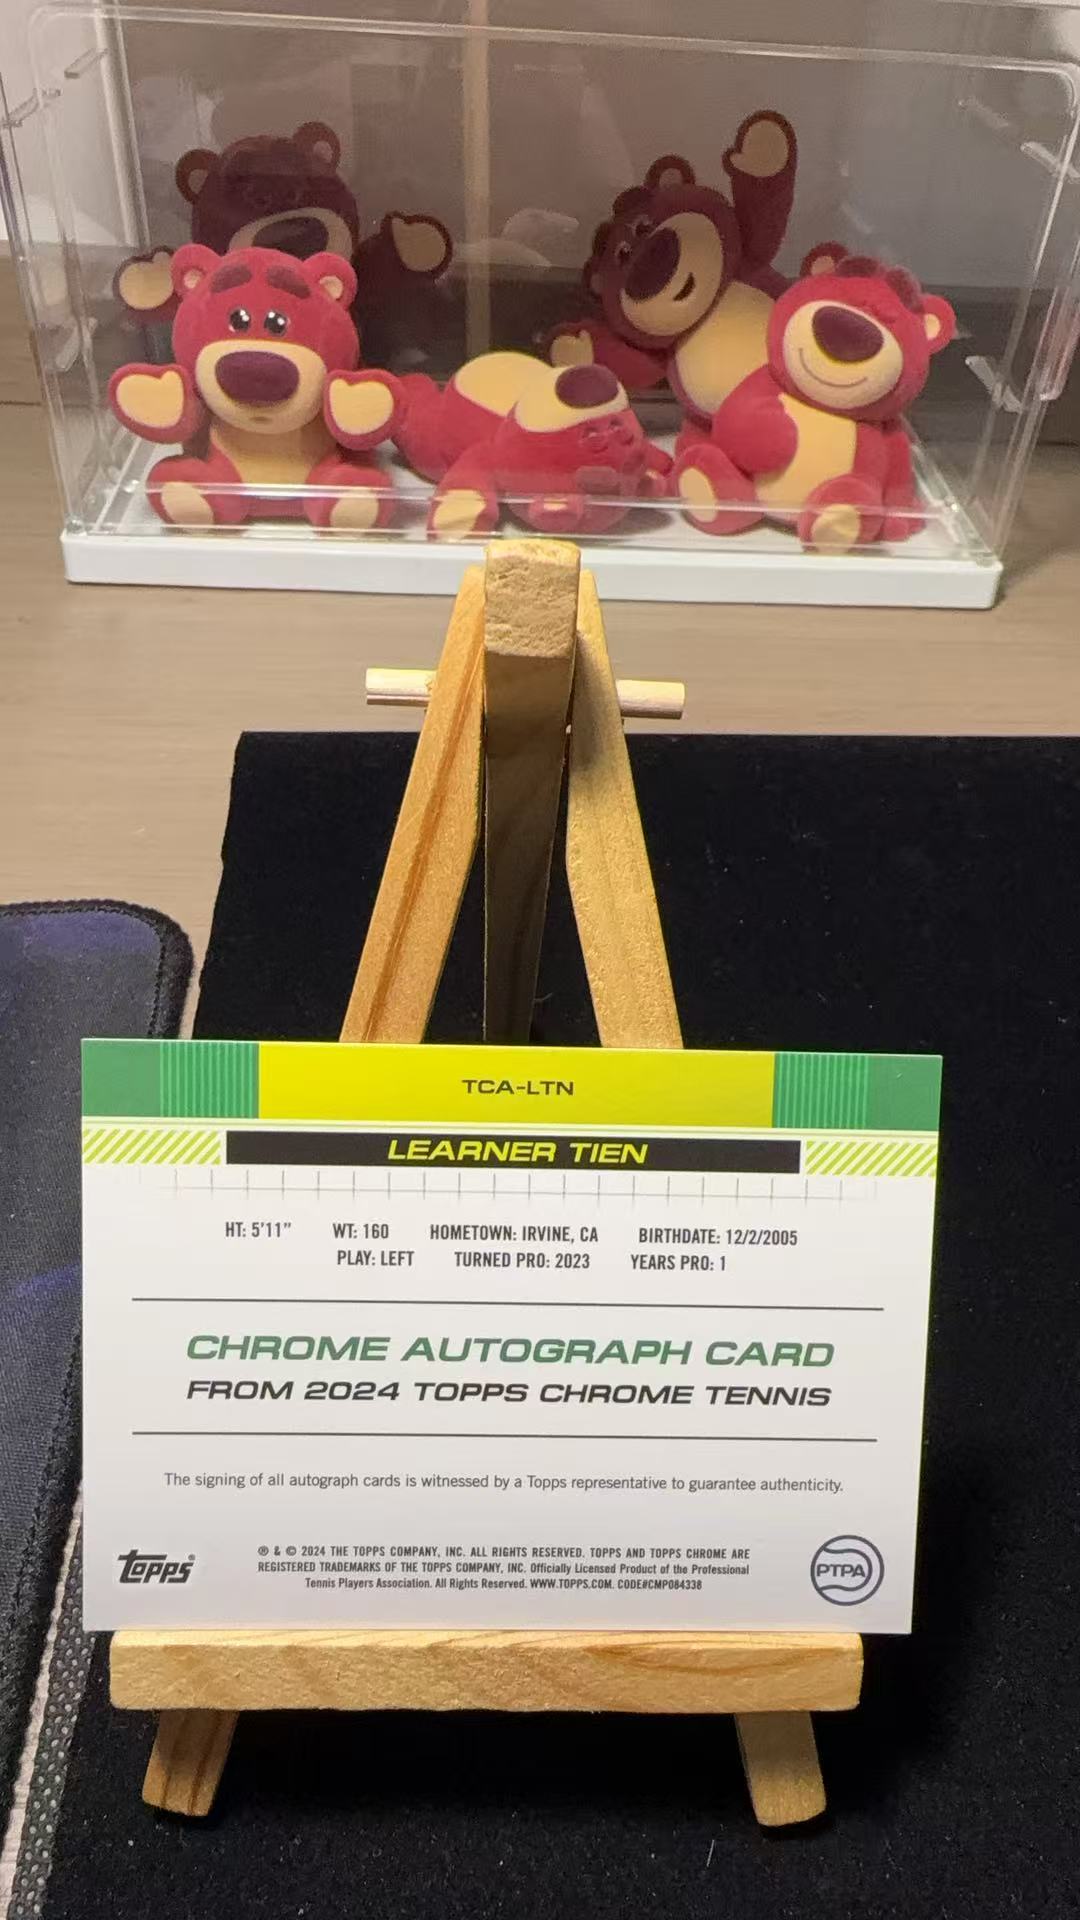 TCA-LTN
LEARNER TIEN
HT: 5'11" WT: 160 HOMETOWN: IRVINE, CA BIRTHDATE: 12/2/2005
PLAY: LEFT TURNED PRO: 2023 YEARS PRO: 1
CHROME AUTOGRAPH CARD
FROM 2024 TOPPS CHROME TENNIS
The signing of all autograph cards is witnessed by a Topps representative to guarantee authenticity.
Topps®
® & © 2024 THE TOPPS COMPANY, INC. ALL RIGHTS RESERVED. TOPPS AND TOPPS CHROME ARE
REGISTERED TRADEMARKS OF THE TOPPS COMPANY, INC. Officially Licensed Product of the Professional
Tennis Players Association. All Rights Reserved. WWW.TOPPS.COM. CODE#CMP084338
PTPA